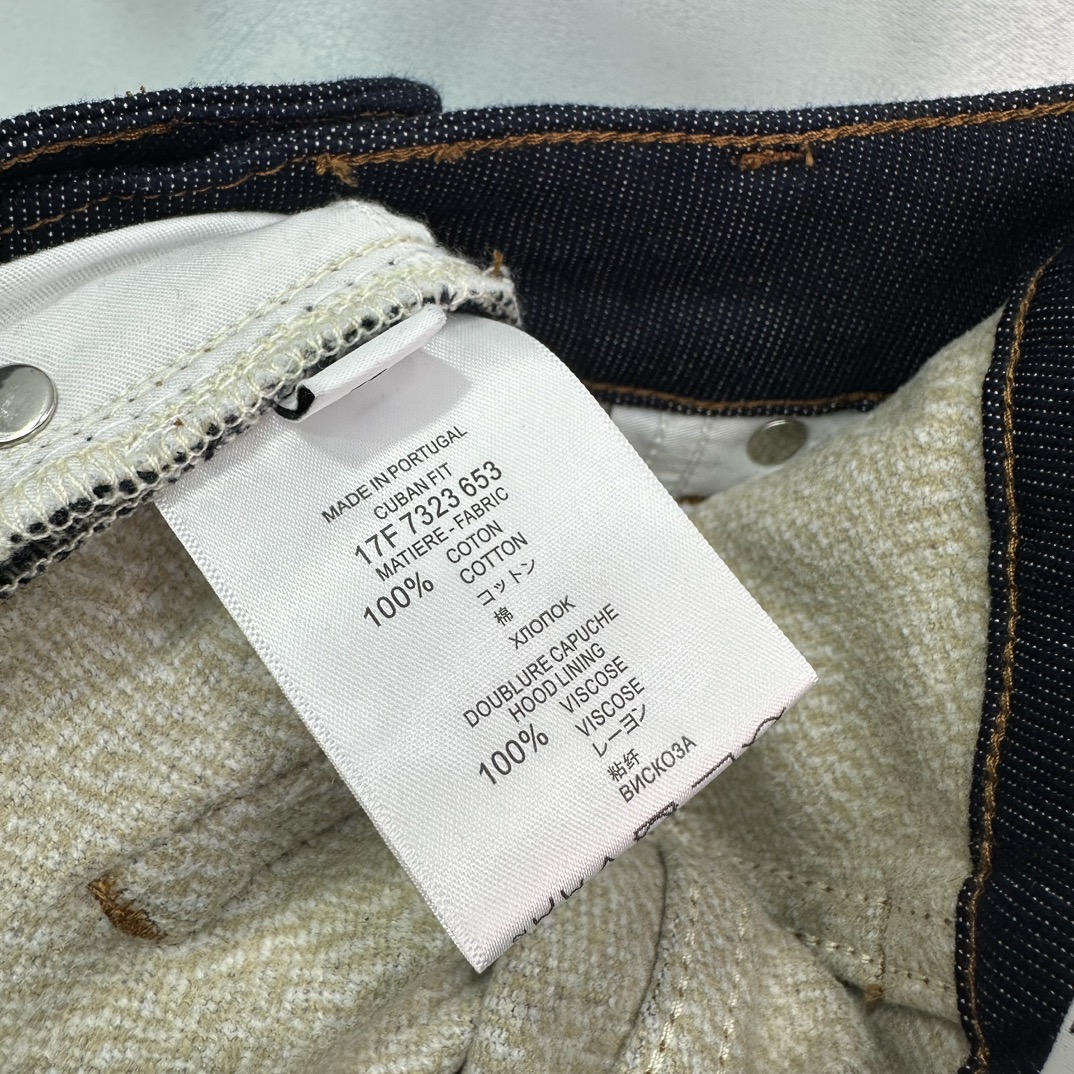 MADE IN PORTUGAL
CUBAN FIT
17F 7323 653
MATIERE - FABRIC
100% COTON
COTTON
コットン
棉
ХЛОПОК
DOUBLURE CAPUCHE
HOOD LINING
100% VISCOSE
VISCOSE
レーヨン
粘纤
ВИСКОЗА